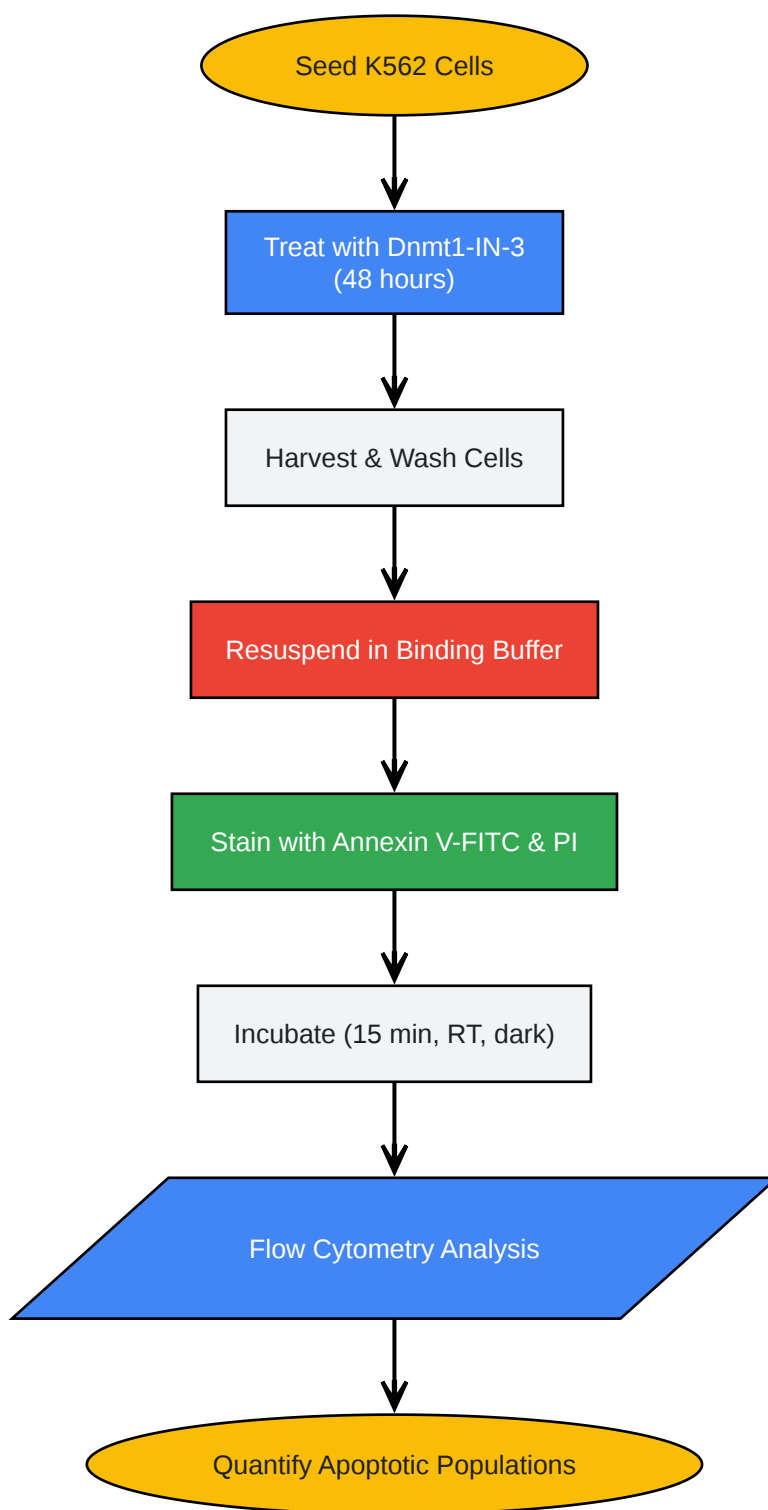 Seed K562 Cells
Treat with Dnmt1-IN-3
(48 hours)
Harvest & Wash Cells
Resuspend in Binding Buffer
Stain with Annexin V-FITC & PI
Incubate (15 min, RT, dark)
Flow Cytometry Analysis
Quantify Apoptotic Populations